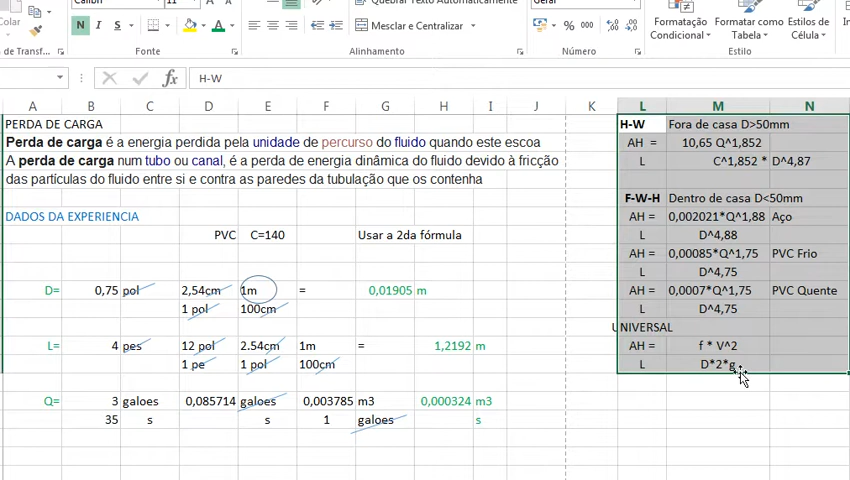 Colar
11
Quebrar Texto Automaticamente
Geral
N I S
Mesclar e Centralizar
%
000
Formatação Condicional
Formatar como Tabela
Estilos de Célula
de Transf...
Fonte
Alinhamento
Número
Estilo
fx H-W
A B C D E F G H I J K L M N
PERDA DE CARGA
Perda de carga é a energia perdida pela unidade de percurso do fluido quando este escoa
A perda de carga num tubo ou canal, é a perda de energia dinâmica do fluido devido à fricção
das partículas do fluido entre si e contra as paredes da tubulação que os contenha
DADOS DA EXPERIENCIA
PVC C=140 Usar a 2da fórmula
D= 0,75 pol 2,54cm 1m = 0,01905 m
1 pol 100cm
L= 4 pes 12 pol 2.54cm 1m = 1,2192 m
1 pe 1 pol 100cm
Q= 3 galoes 0,085714 galoes 0,003785 m3 0,000324 m3
35 s s 1 galoes s
H-W Fora de casa D>50mm
AH = 10,65 Q^1,852
L C^1,852 * D^4,87
F-W-H Dentro de casa D<50mm
AH = 0,002021*Q^1,88 Aço
L D^4,88
AH = 0,00085*Q^1,75 PVC Frio
L D^4,75
AH = 0,0007*Q^1,75 PVC Quente
L D^4,75
UNIVERSAL
AH = f * V^2
L D*2*g